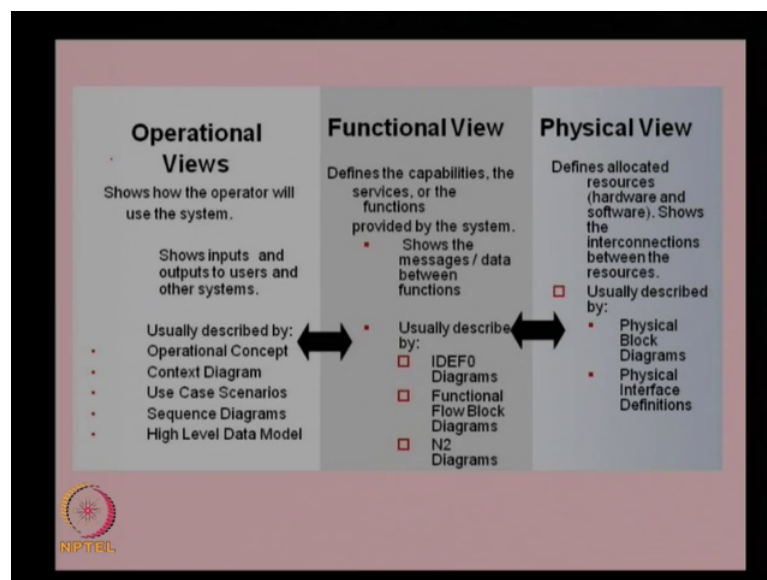 Operational
Views
Shows how the operator will
use the system.
Shows inputs and
outputs to users and
other systems.
Usually described by:
Operational Concept
Context Diagram
Use Case Scenarios
Sequence Diagrams
High Level Data Model
Functional View
Defines the capabilities, the
services, or the
functions
provided by the system.
Shows the
messages / data
between
functions
Usually describe
by:
IDEF0
Diagrams
Functional
Flow Block
Diagrams
N2
Diagrams
Physical View
Defines allocated
resources
(hardware and
software). Shows
the
interconnections
between the
resources.
Usually described
by:
Physical
Block
Diagrams
Physical
Interface
Definitions
NPTEL